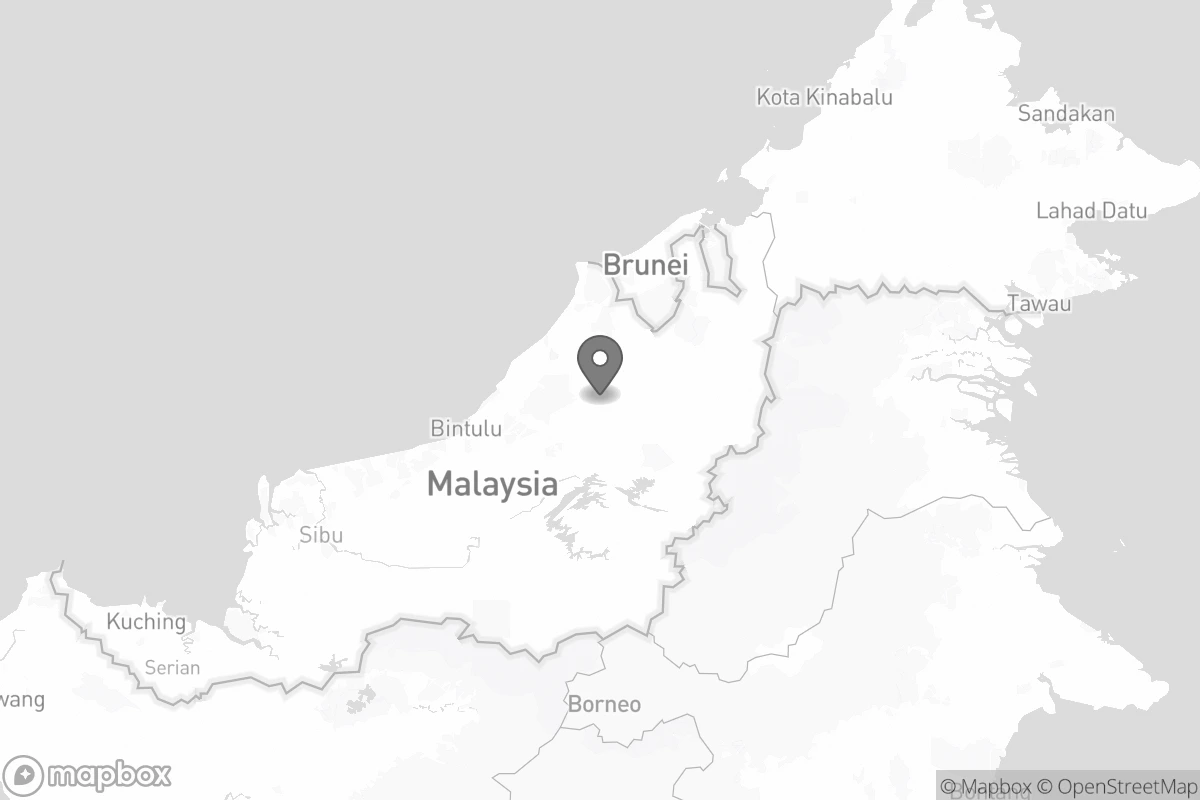 Kota Kinabalu
Sandakan
Lahad Datu
Brunei
Tawau
Bintulu
Malaysia
Sibu
Kuching
Serian
wang
Borneo
mapbox
© Mapbox © OpenStreetMap